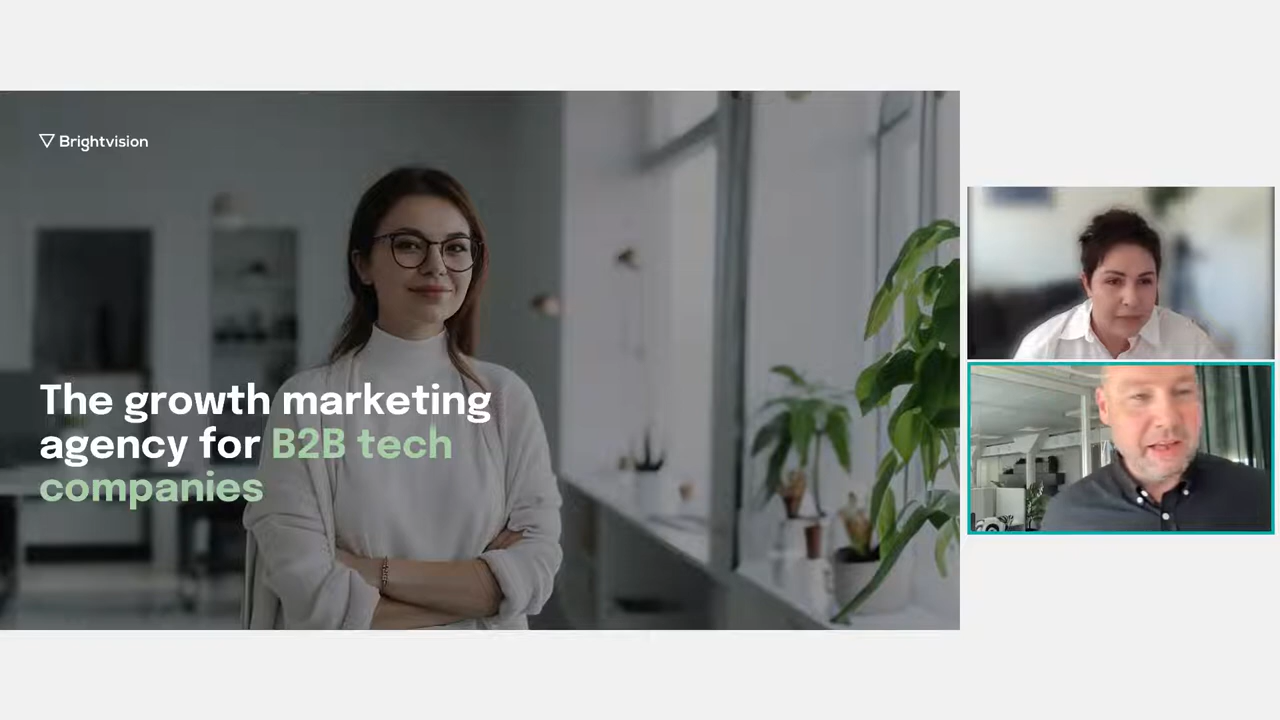 Brightvision
The growth marketing
agency for B2B tech
companies